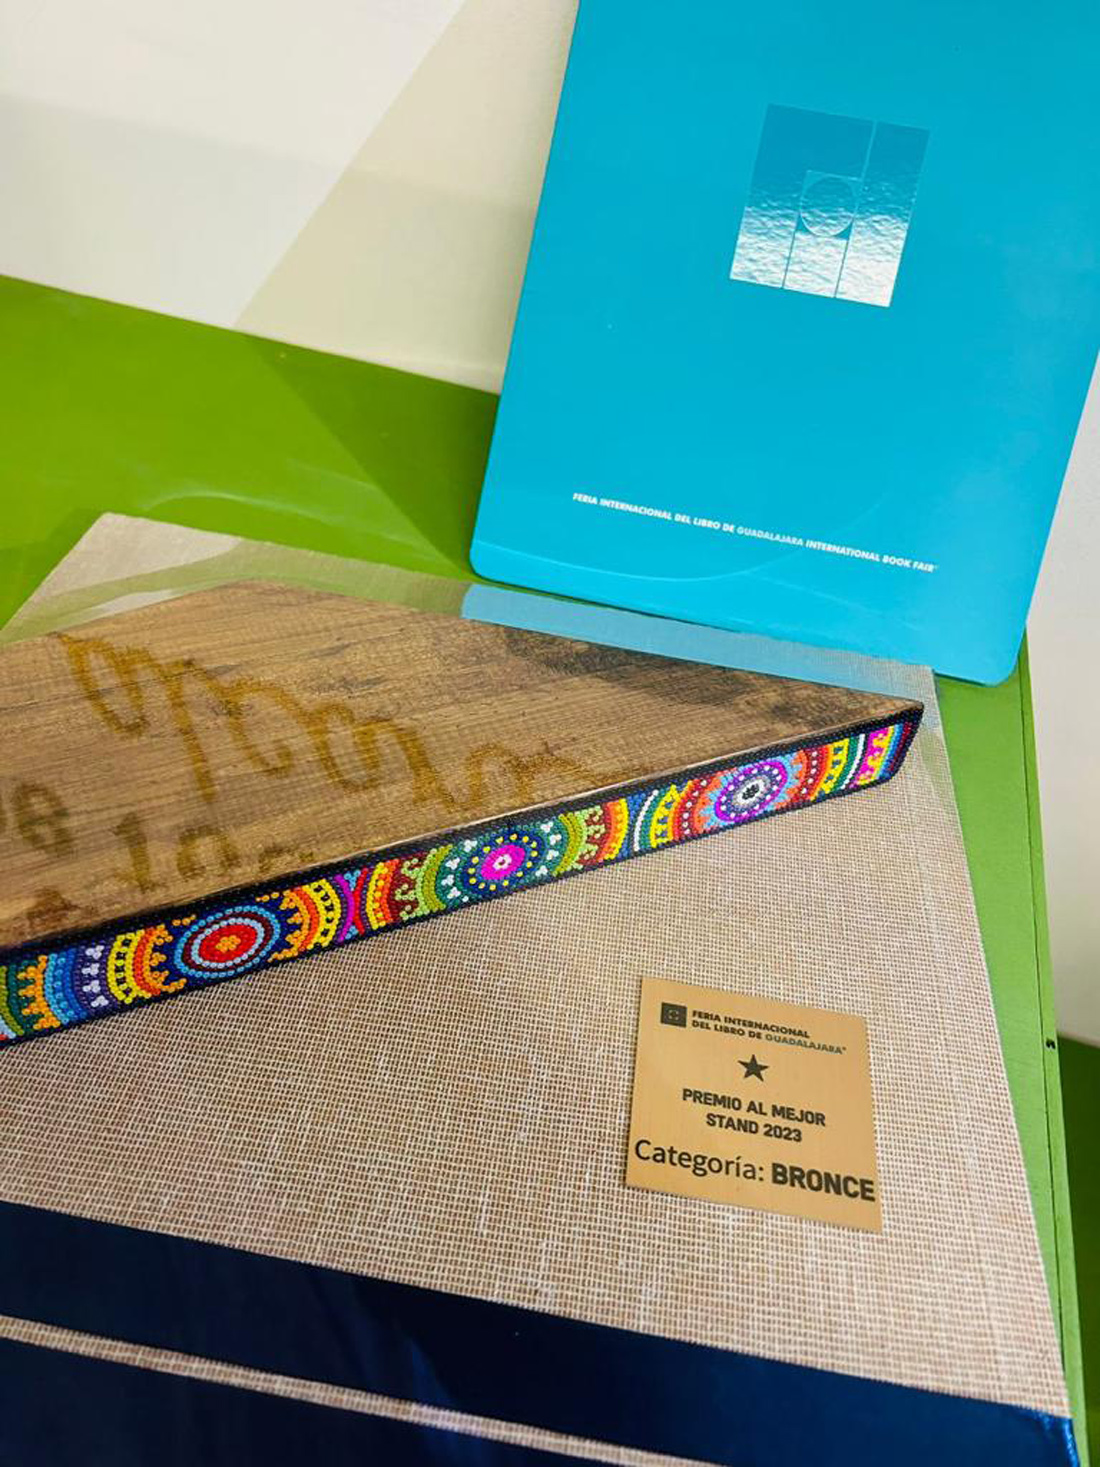 FERIA INTERNACIONAL DEL LIBRO DE GUADALAJARA INTERNATIONAL BOOK FAIR®
FERIA INTERNACIONAL
DEL LIBRO DE GUADALAJARA®
PREMIO AL MEJOR
STAND 2023
Categoría: BRONCE